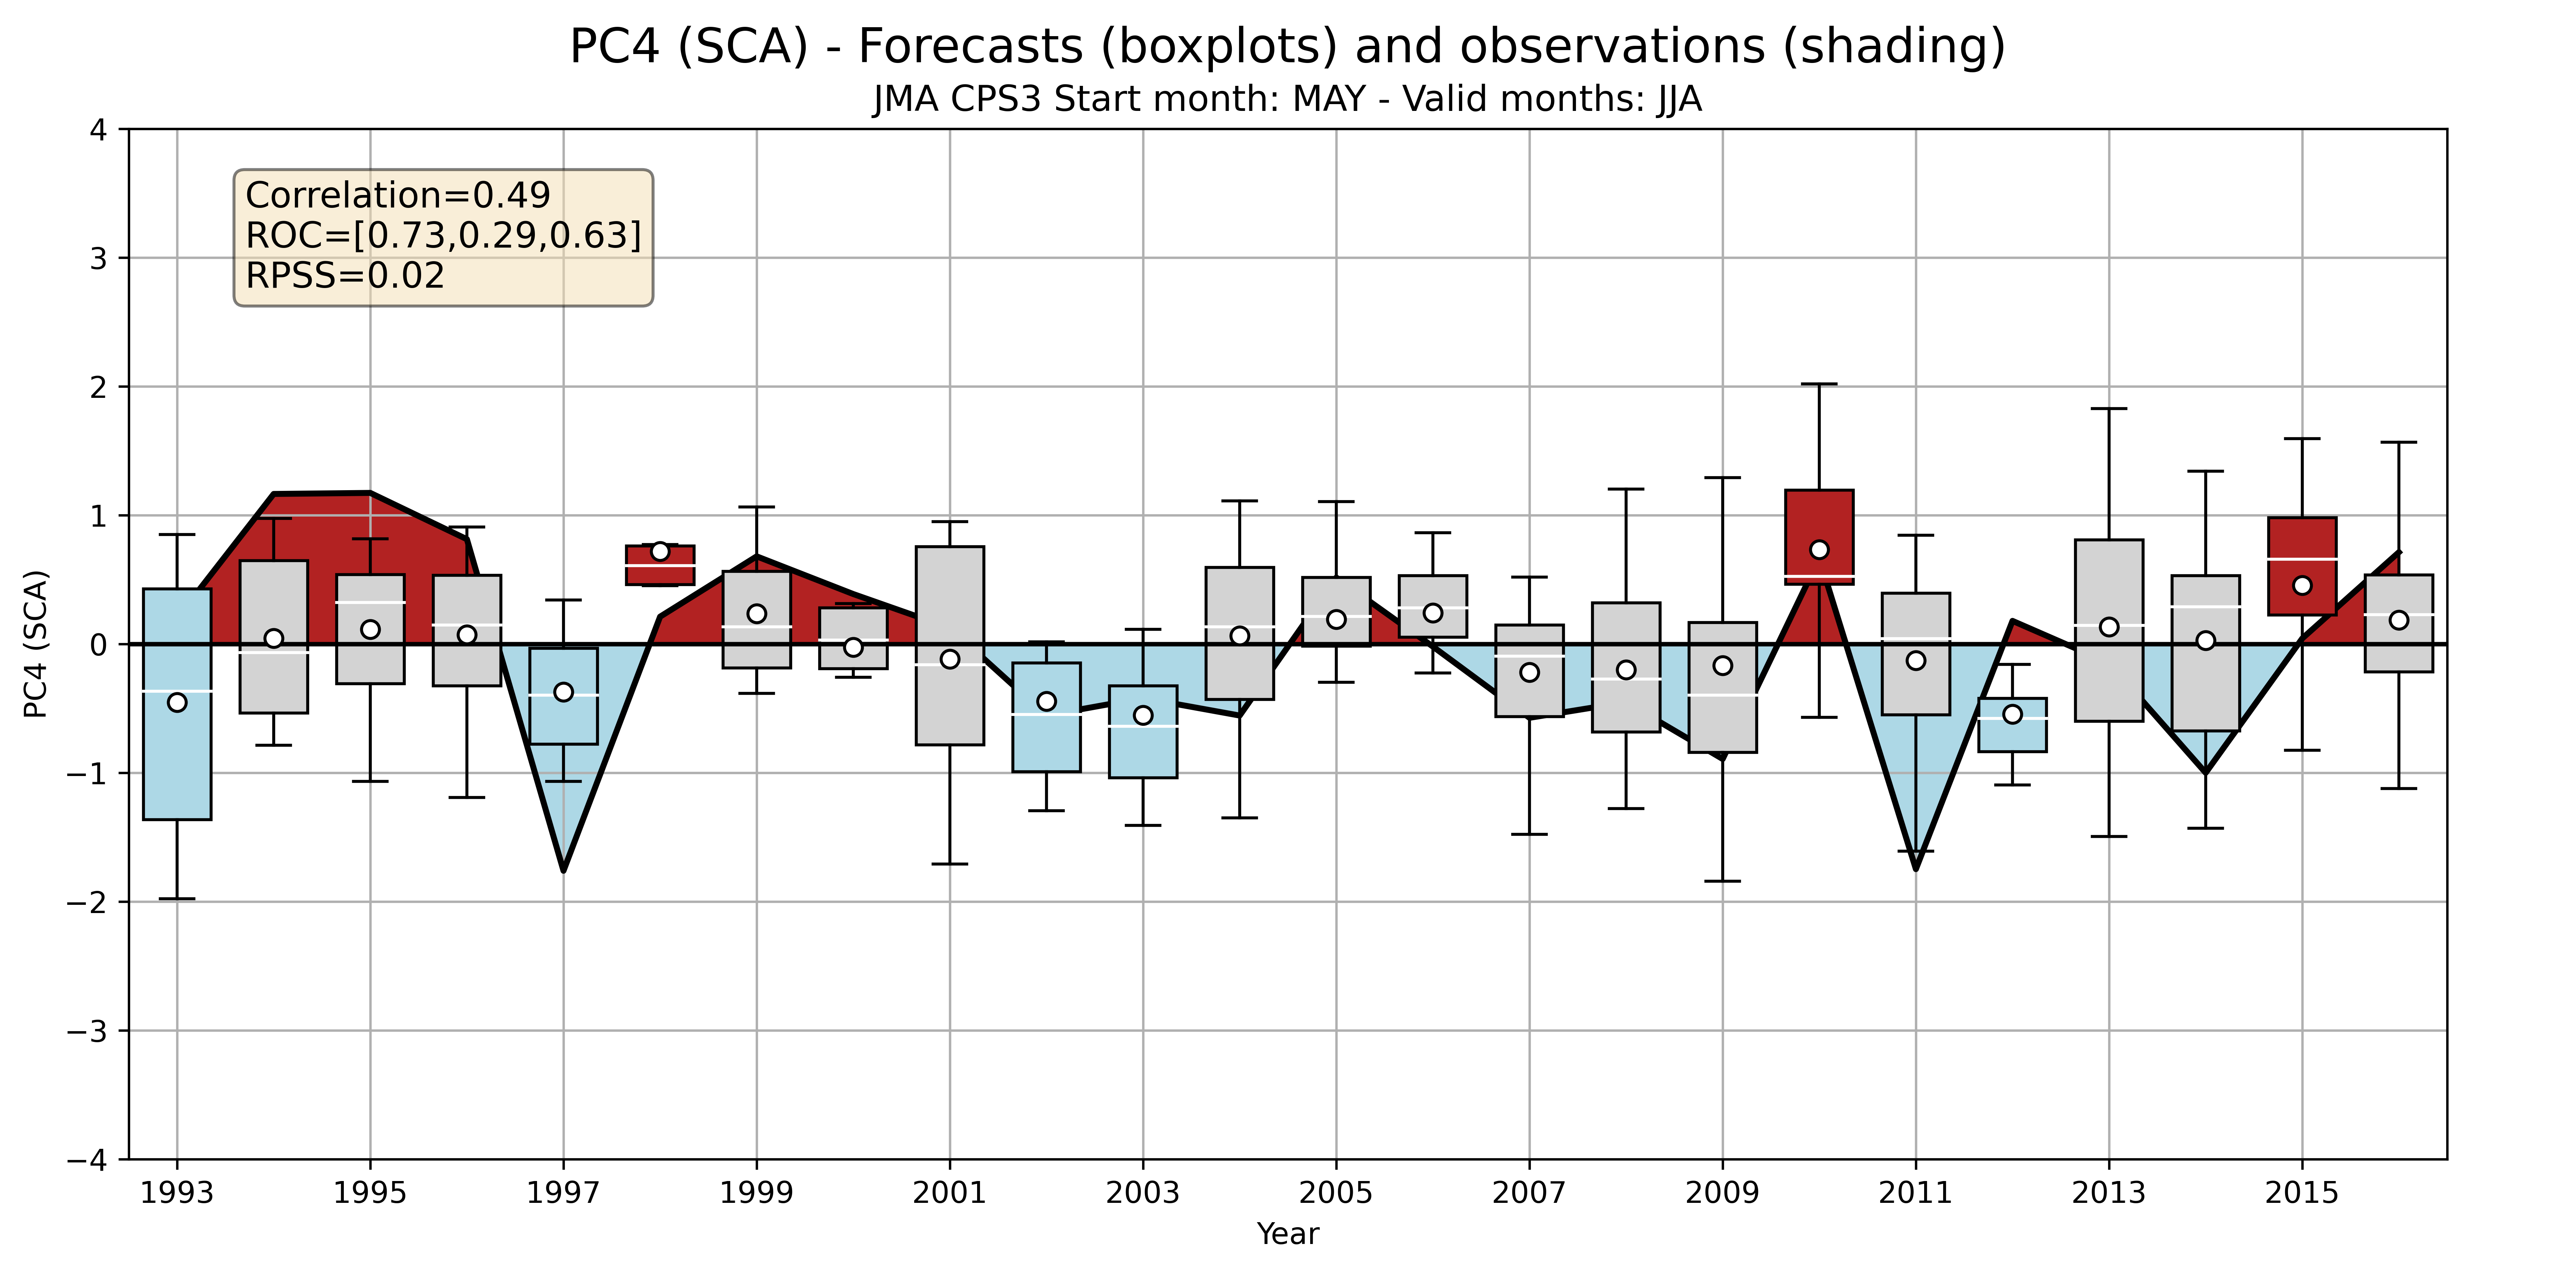 PC4 (SCA) - Forecasts (boxplots) and observations (shading)
JMA CPS3 Start month: MAY - Valid months: JJA
Correlation=0.49
ROC=[0.73,0.29,0.63]
RPSS=0.02
PC4 (SCA)
4
3
2
1
0
−1
−2
−3
−4
1993 1995 1997 1999 2001 2003 2005 2007 2009 2011 2013 2015
Year